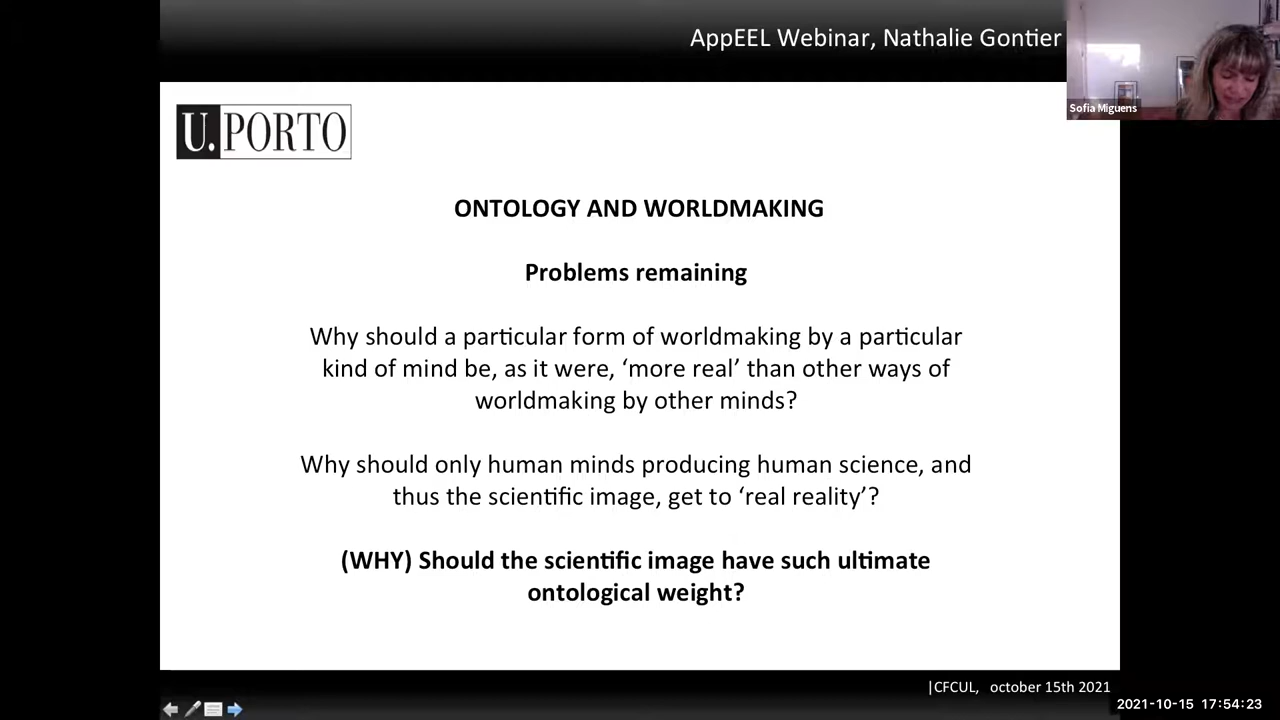 AppEEL Webinar, Nathalie Gontier
Sofia Miguens
U.PORTO
ONTOLOGY AND WORLDMAKING
Problems remaining
Why should a particular form of worldmaking by a particular
kind of mind be, as it were, ‘more real’ than other ways of
worldmaking by other minds?
Why should only human minds producing human science, and
thus the scientific image, get to ‘real reality’?
(WHY) Should the scientific image have such ultimate
ontological weight?
|CFCUL, october 15th 2021
2021-10-15 17:54:23